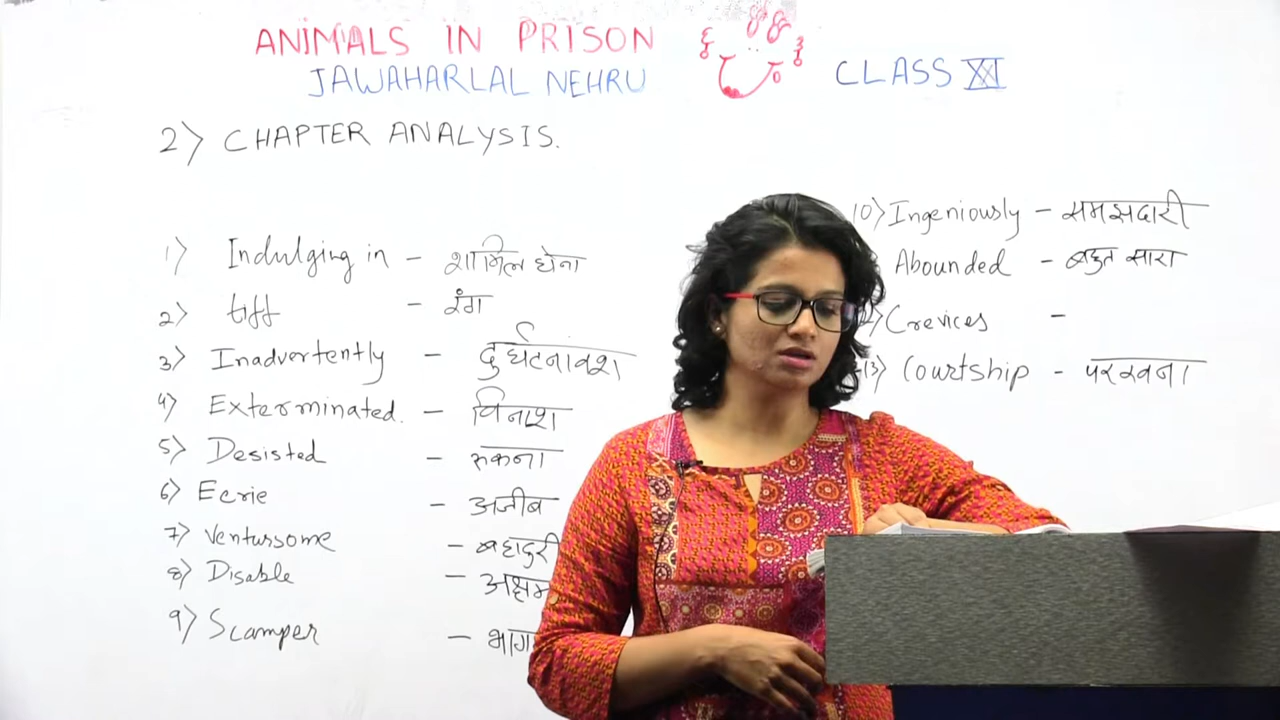 ANIMALS IN PRISON
JAWAHARLAL NEHRU
CLASS XI
2) CHAPTER ANALYSIS.
1) Indulging in - शामिल होना
2) tiff - रंग
3) Inadvertently - दुर्घटनावश
4) Exterminated. - विनाश
5) Desisted - रुकना
6) Eerie - अजीब
7) Ventursome - बहादुरी
8) Disable - अक्षम
9) Scamper - भाग
10) Ingeniously - समझदारी
Abounded - बहुत सारा
Crevices -
13) Courtship - परखना